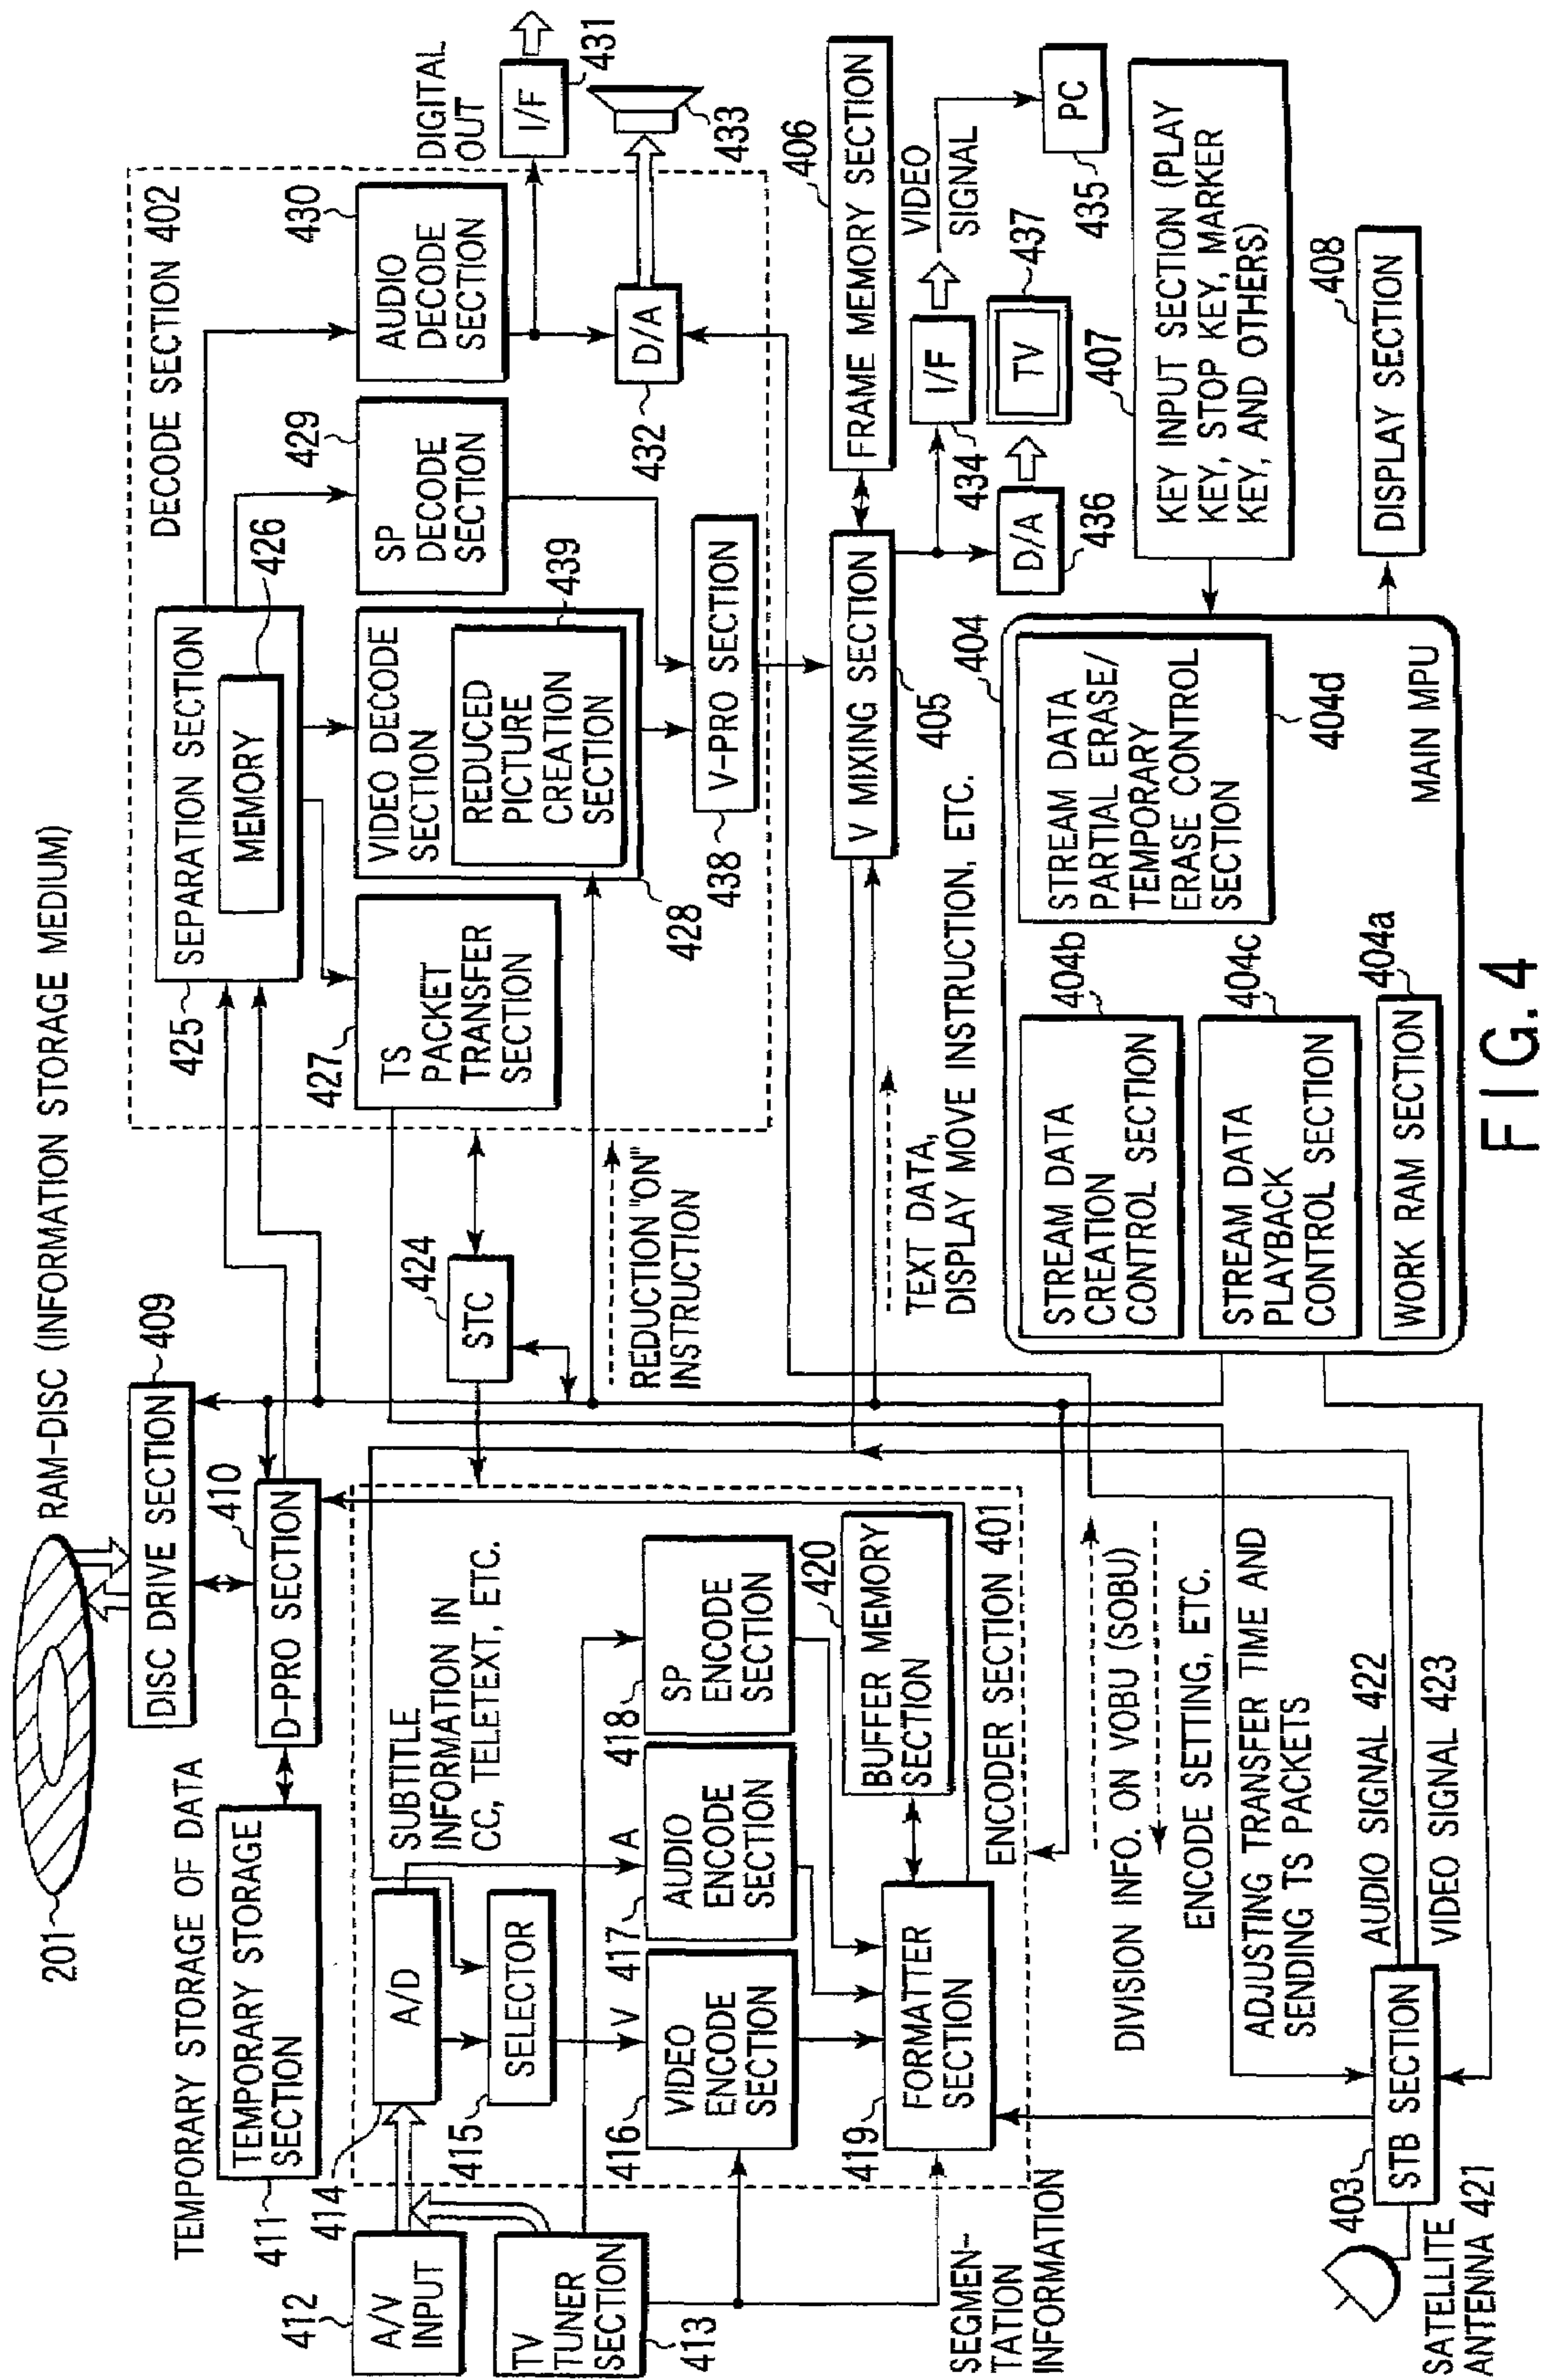 201
RAM-DISC (INFORMATION STORAGE MEDIUM)
TEMPORARY STORAGE OF DATA
411
TEMPORARY STORAGE
SECTION
DISC DRIVE SECTION
409
410
D-PRO SECTION
412
A/V
INPUT
TV
TUNER
SECTION
413
414
A/D
SUBTITLE
INFORMATION IN
CC, TELETEXT, ETC.
415
SELECTOR
V
A
416
VIDEO
ENCODE
SECTION
417
AUDIO
ENCODE
SECTION
418
SP
ENCODE
SECTION
419
FORMATTER
SECTION
420
BUFFER MEMORY
SECTION
ENCODER SECTION 401
SEGMEN-
TATION
INFORMATION
424
STC
REDUCTION "ON"
INSTRUCTION
DECODE SECTION 402
425
SEPARATION SECTION
MEMORY
426
427
TS
PACKET
TRANSFER
SECTION
VIDEO DECODE
SECTION
REDUCED
PICTURE
CREATION
SECTION
428
439
429
SP
DECODE
SECTION
430
AUDIO
DECODE
SECTION
DIGITAL
OUT
I/F
431
432
D/A
433
438
V-PRO SECTION
V MIXING SECTION
405
406
FRAME MEMORY SECTION
VIDEO
SIGNAL
I/F
434
PC
435
D/A
436
TV
437
407
KEY INPUT SECTION (PLAY
KEY, STOP KEY, MARKER
KEY, AND OTHERS)
408
DISPLAY SECTION
TEXT DATA,
DISPLAY MOVE INSTRUCTION, ETC.
404
STREAM DATA
CREATION
CONTROL SECTION
404b
STREAM DATA
PLAYBACK
CONTROL SECTION
404c
WORK RAM SECTION
404a
STREAM DATA
PARTIAL ERASE/
TEMPORARY
ERASE CONTROL
SECTION
404d
MAIN MPU
DIVISION INFO. ON VOBU (SOBU)
ENCODE SETTING, ETC.
ADJUSTING TRANSFER TIME AND
SENDING TS PACKETS
AUDIO SIGNAL 422
VIDEO SIGNAL 423
403
STB SECTION
SATELLITE
ANTENNA 421
FIG. 4